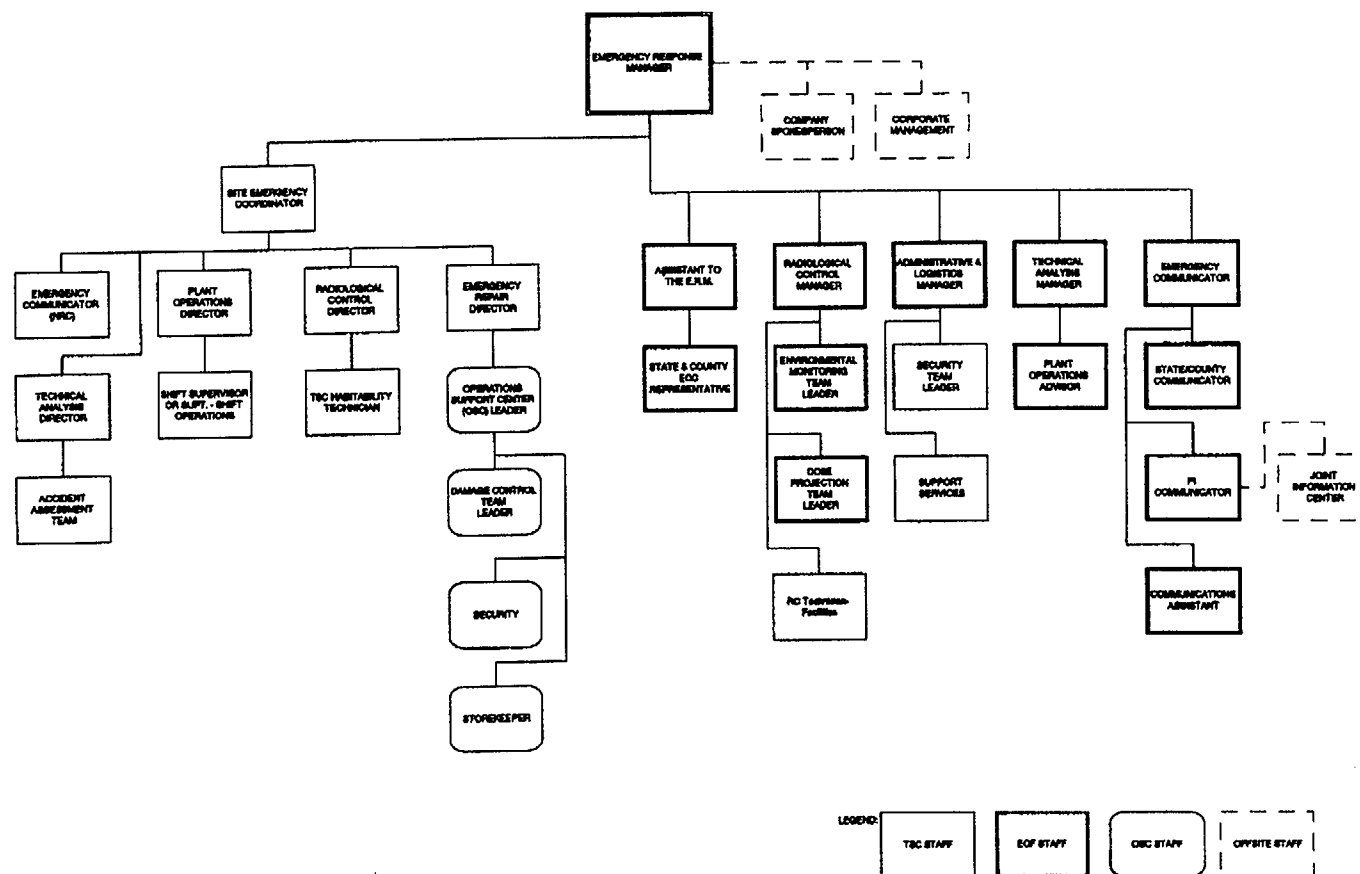 EMERGENCY RESPONSE
MANAGER
COMPANY
SPOKESPERSON
CORPORATE
MANAGEMENT
SITE EMERGENCY
COORDINATOR
EMERGENCY
COMMUNICATOR
(NRC)
PLANT
OPERATIONS
DIRECTOR
RADIOLOGICAL
CONTROL
DIRECTOR
EMERGENCY
REPAIR
DIRECTOR
ASSISTANT TO
THE E.R.M.
RADIOLOGICAL
CONTROL
MANAGER
ADMINISTRATIVE &
LOGISTICS
MANAGER
TECHNICAL
ANALYSIS
MANAGER
EMERGENCY
COMMUNICATOR
TECHNICAL
ANALYSIS
DIRECTOR
SHIFT SUPERVISOR
OR SUPT. - SHIFT
OPERATIONS
TSC HABITABILITY
TECHNICIAN
OPERATIONS
SUPPORT CENTER
(OSC) LEADER
STATE & COUNTY
EOC
REPRESENTATIVE
ENVIRONMENTAL
MONITORING
TEAM
LEADER
SECURITY
TEAM
LEADER
PLANT
OPERATIONS
ADVISOR
STATE/COUNTY
COMMUNICATOR
ACCIDENT
ASSESSMENT
TEAM
DAMAGE CONTROL
TEAM
LEADER
DOSE
PROJECTION
TEAM
LEADER
SUPPORT
SERVICES
PI
COMMUNICATOR
JOINT
INFORMATION
CENTER
SECURITY
RC Technician-
Facilities
COMMUNICATIONS
ASSISTANT
STOREKEEPER
LEGEND:
TSC STAFF
EOF STAFF
OSC STAFF
OFFSITE STAFF